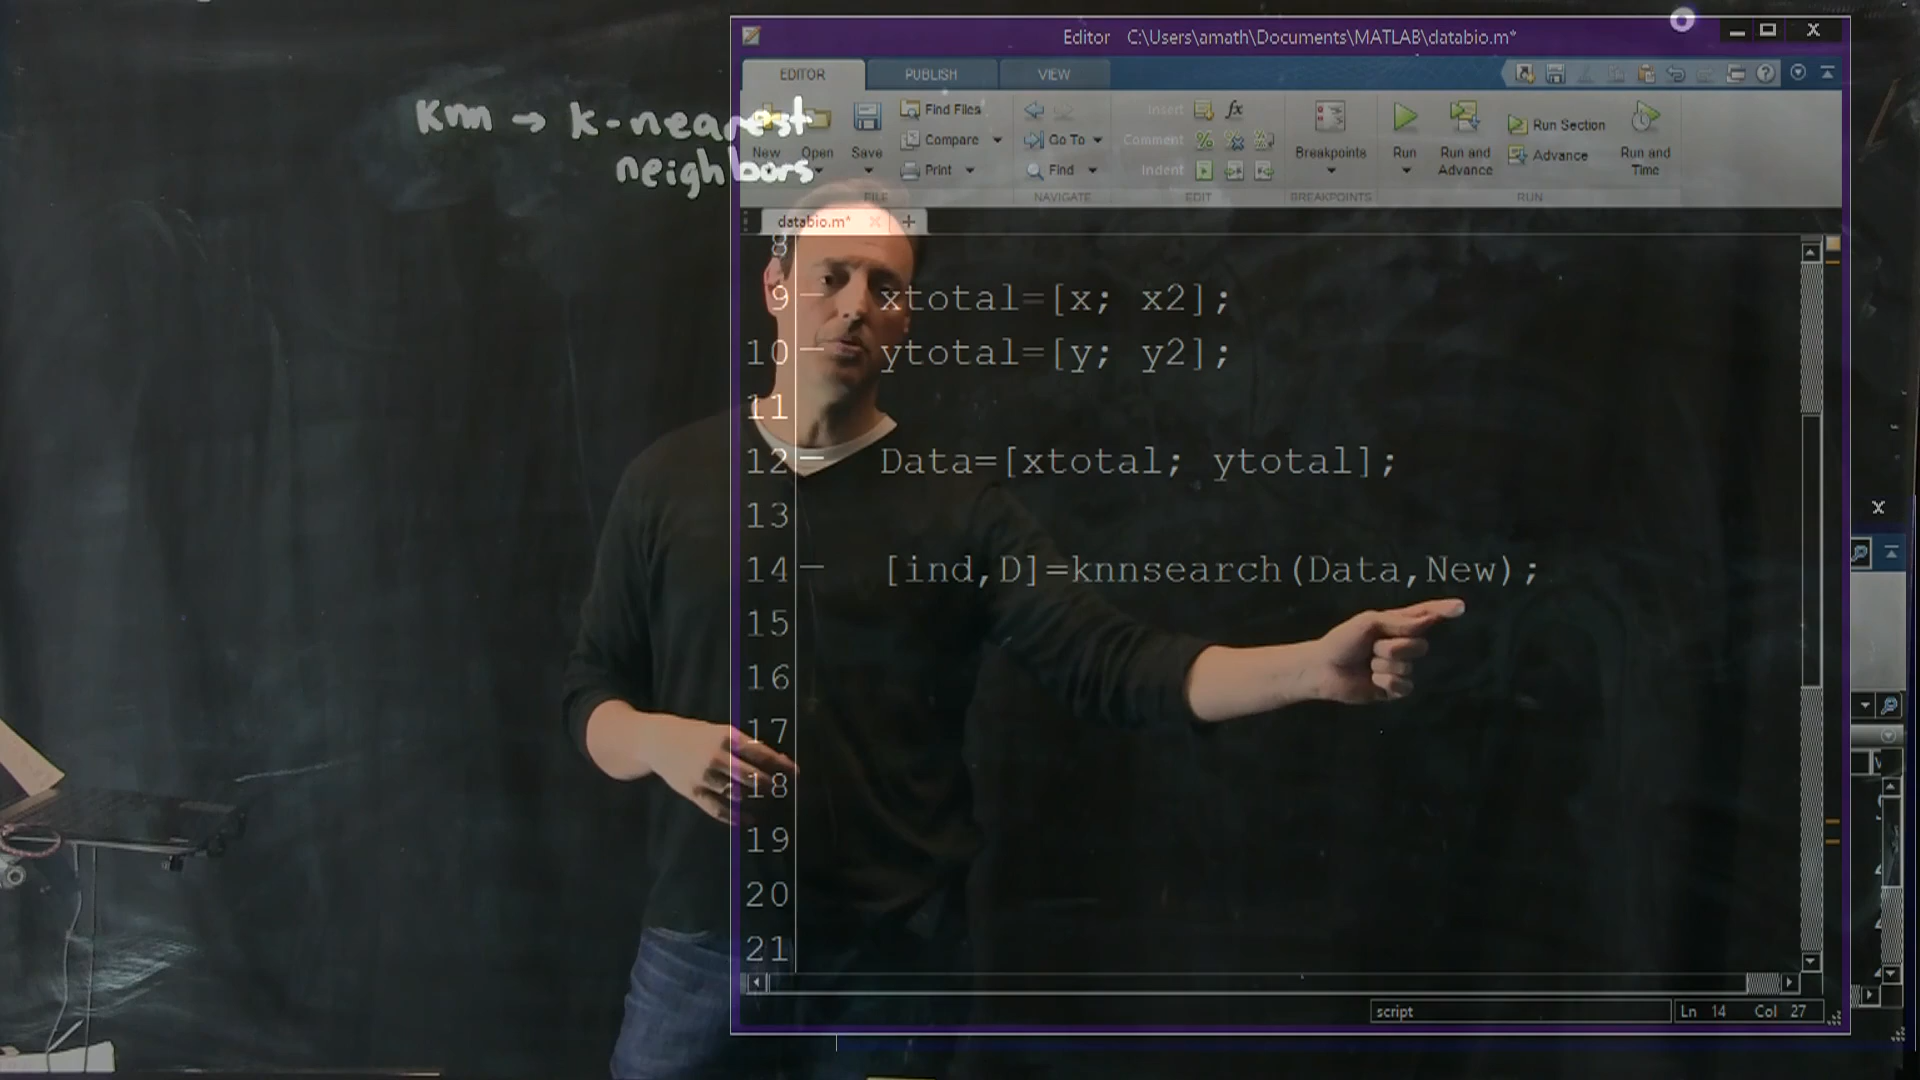 Knn → k-nearest
neighbors
Editor C:\Users\amath\Documents\MATLAB\databio.m*
EDITOR PUBLISH VIEW
New Open Save
Find Files
Compare
Print
FILE
Go To
Find
NAVIGATE
Insert fx
Comment
Indent
EDIT
Breakpoints
BREAKPOINTS
Run
Run and Advance
Run Section
Advance
Run and Time
RUN
databio.m* × +
8
9 — xtotal=[x; x2];
10 — ytotal=[y; y2];
11
12 — Data=[xtotal; ytotal];
13
14 — [ind,D]=knnsearch(Data,New);
15
16
17
18
19
20
21
script Ln 14 Col 27